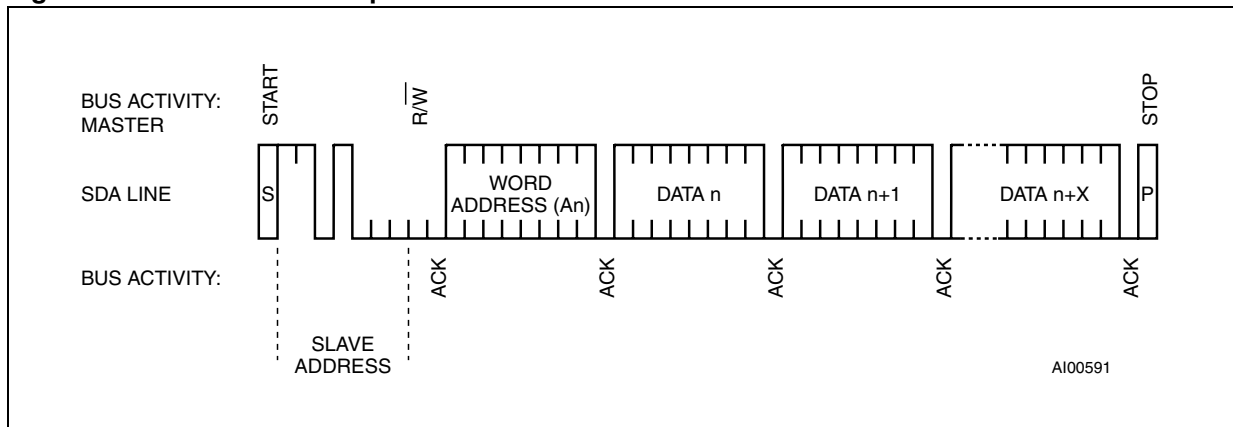 BUS ACTIVITY:
MASTER
START
R/W
STOP
SDA LINE
S
WORD
ADDRESS (An)
DATA n
DATA n+1
DATA n+X
P
BUS ACTIVITY:
ACK
ACK
ACK
ACK
ACK
SLAVE
ADDRESS
AI00591